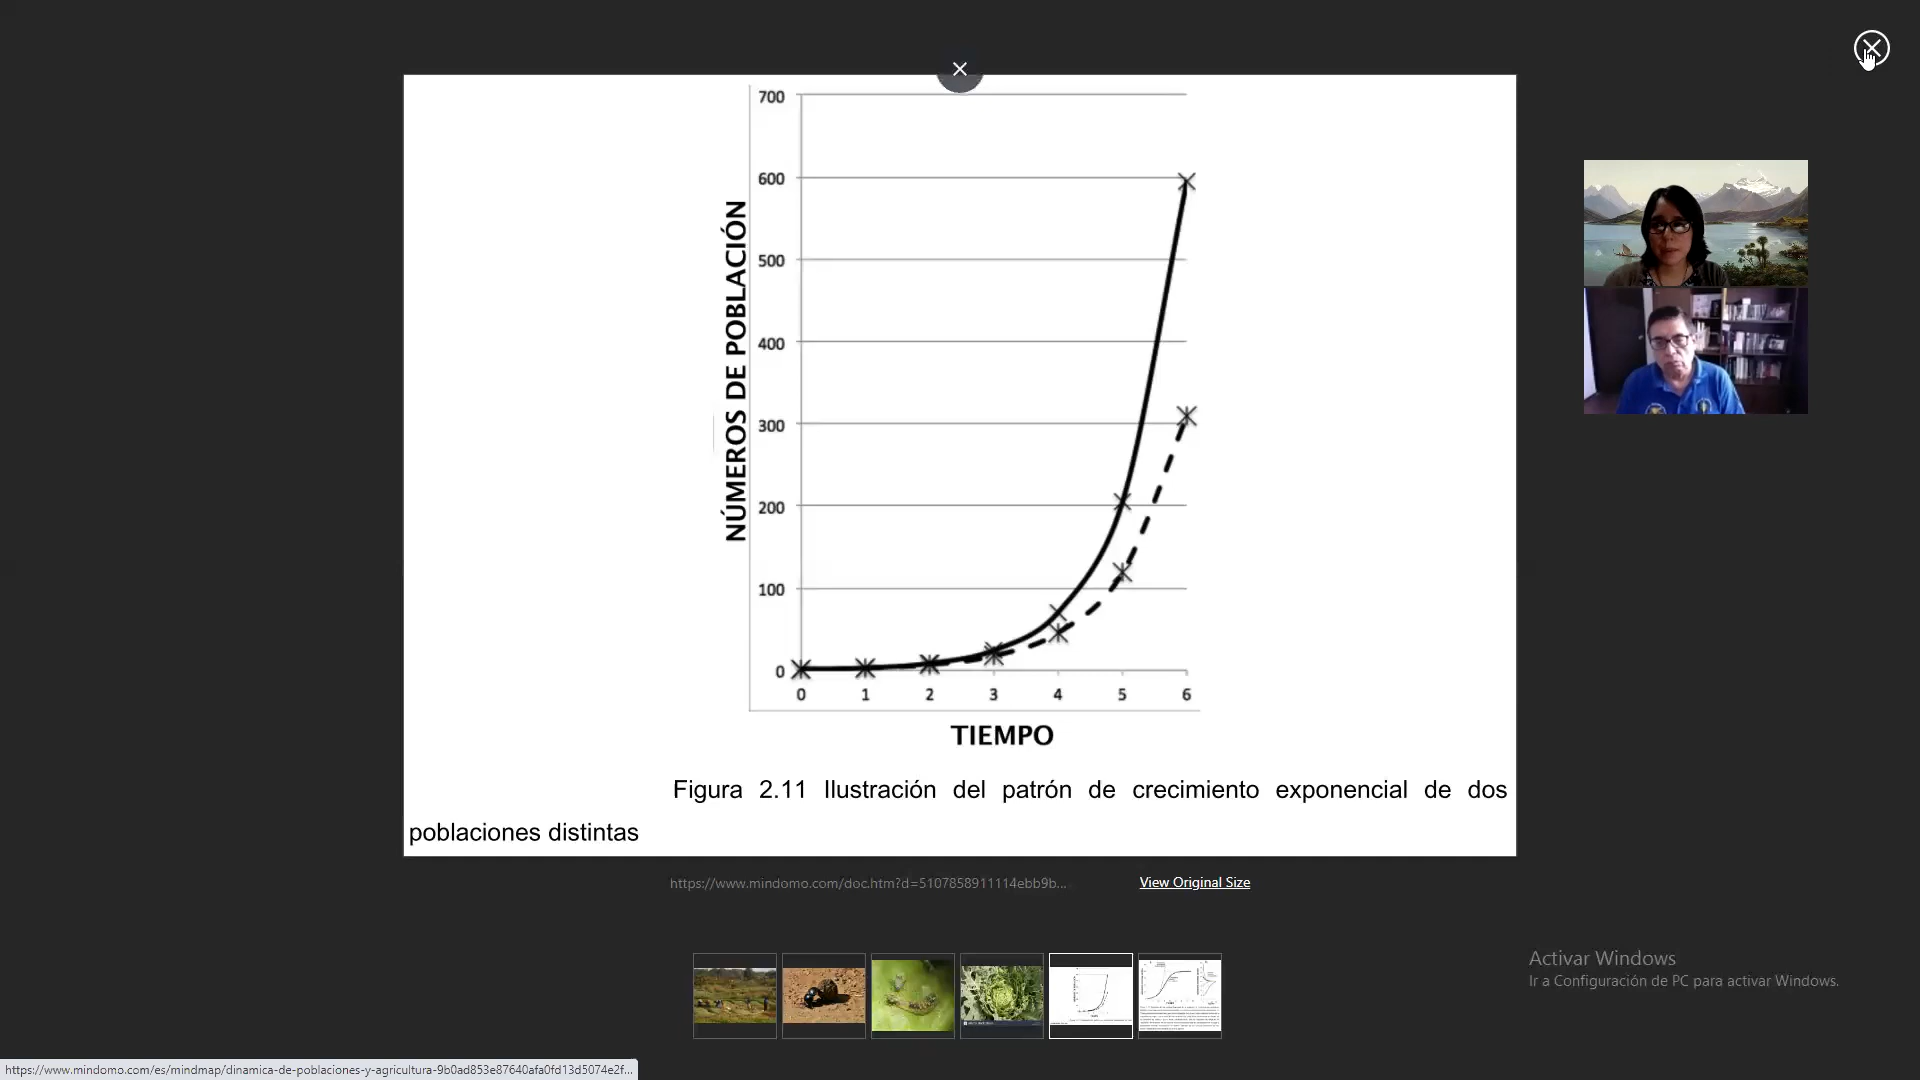 700
600
500
400
300
200
100
0
NÚMEROS DE POBLACIÓN
0 1 2 3 4 5 6
TIEMPO
Figura 2.11 Ilustración del patrón de crecimiento exponencial de dos
poblaciones distintas
https://www.mindomo.com/doc.htm?d=5107858911114ebb9b...
View Original Size
Activar Windows
Ir a Configuración de PC para activar Windows.
https://www.mindomo.com/es/mindmap/dinamica-de-poblaciones-y-agricultura-9b0ad853e87640afa0fd13d5074e2f...